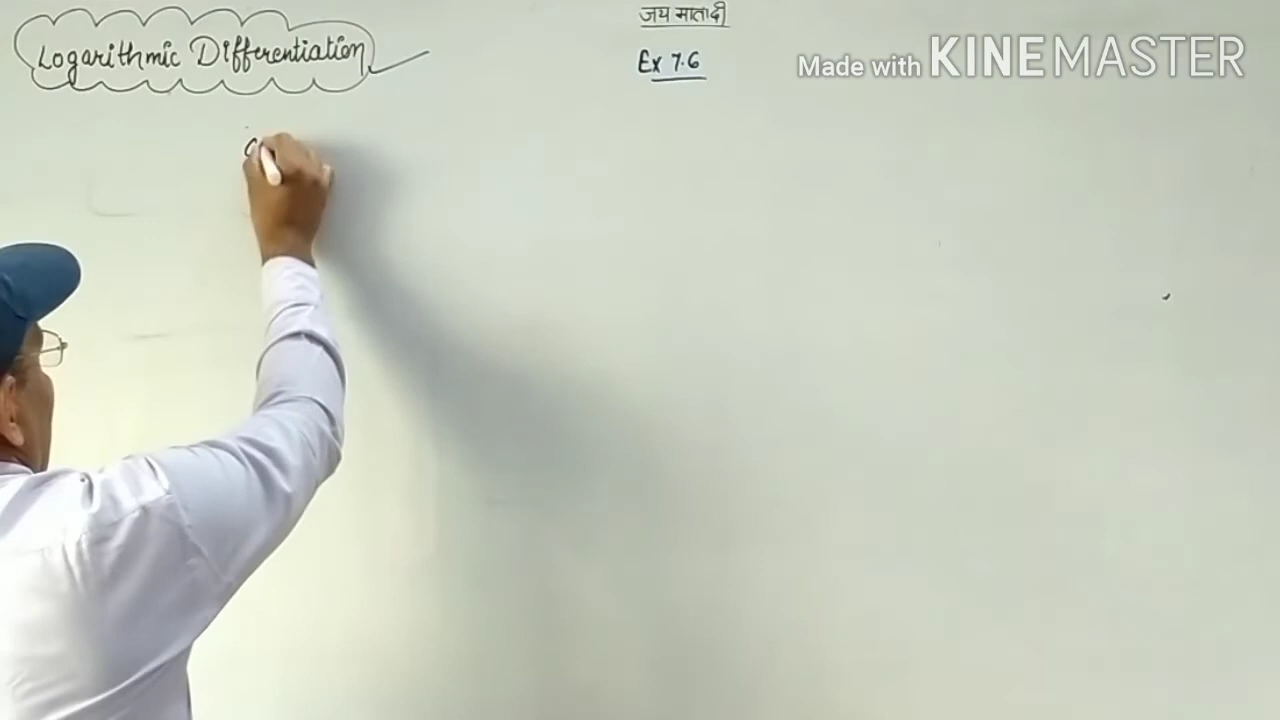 जय माता दी
Logarithmic Differentiation
Ex 7.6
Made with KINEMASTER